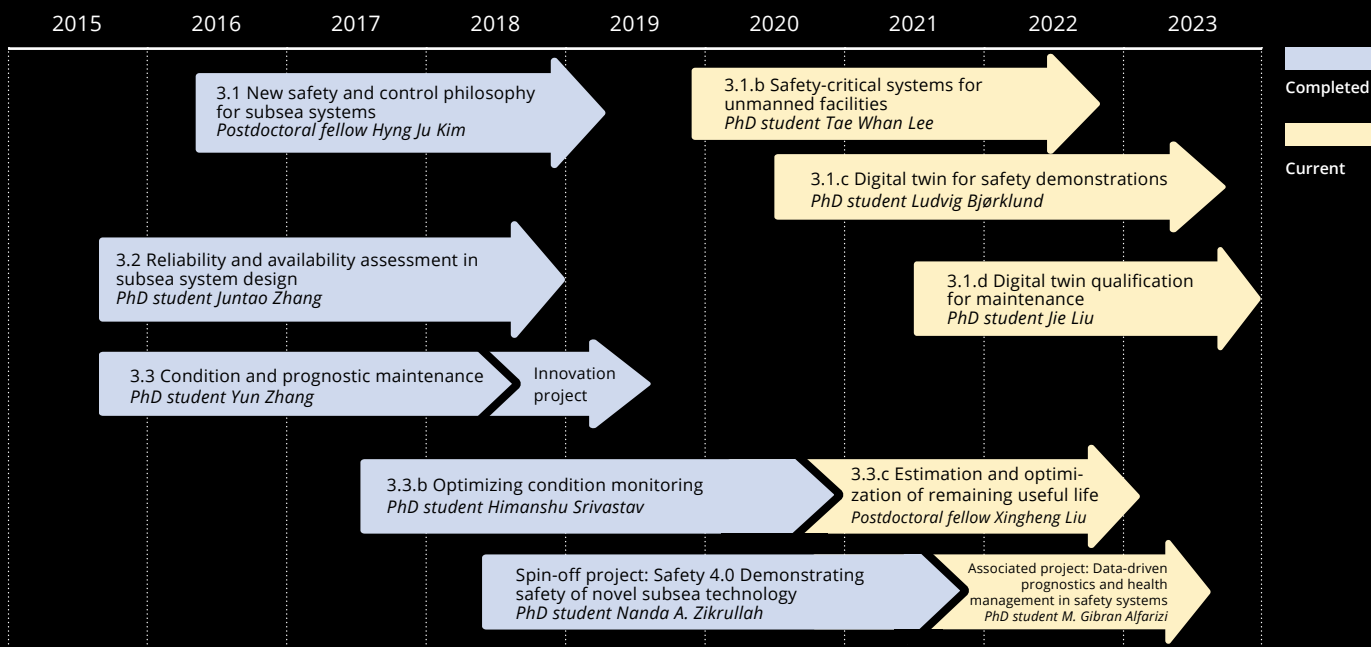 2015 2016 2017 2018 2019 2020 2021 2022 2023
Completed
Current
3.1 New safety and control philosophy
for subsea systems
Postdoctoral fellow Hyng Ju Kim
3.1.b Safety-critical systems for
unmanned facilities
PhD student Tae Whan Lee
3.1.c Digital twin for safety demonstrations
PhD student Ludvig Bjørklund
3.2 Reliability and availability assessment in
subsea system design
PhD student Juntao Zhang
3.1.d Digital twin qualification
for maintenance
PhD student Jie Liu
3.3 Condition and prognostic maintenance
PhD student Yun Zhang
Innovation
project
3.3.b Optimizing condition monitoring
PhD student Himanshu Srivastav
3.3.c Estimation and optimi-
zation of remaining useful life
Postdoctoral fellow Xingheng Liu
Spin-off project: Safety 4.0 Demonstrating
safety of novel subsea technology
PhD student Nanda A. Zikrullah
Associated project: Data-driven
prognostics and health
management in safety systems
PhD student M. Gibran Alfarizi